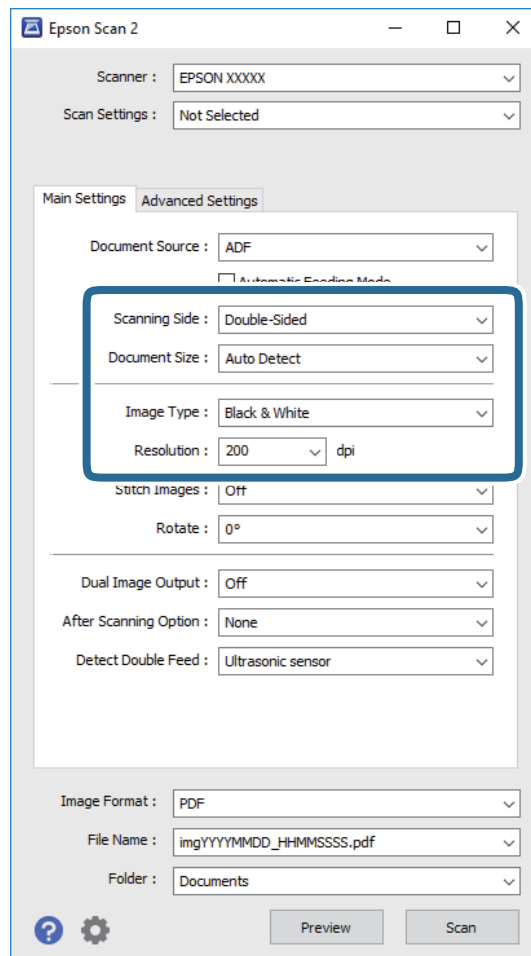 Epson Scan 2
Scanner : EPSON XXXXX
Scan Settings : Not Selected
Main Settings Advanced Settings
Document Source : ADF
Automatic Feeding Mode
Scanning Side : Double-Sided
Document Size : Auto Detect
Image Type : Black & White
Resolution : 200 dpi
Stitch Images : Off
Rotate : 0°
Dual Image Output : Off
After Scanning Option : None
Detect Double Feed : Ultrasonic sensor
Image Format : PDF
File Name : imgYYYYMMDD_HHMMSSSS.pdf
Folder : Documents
? Preview Scan